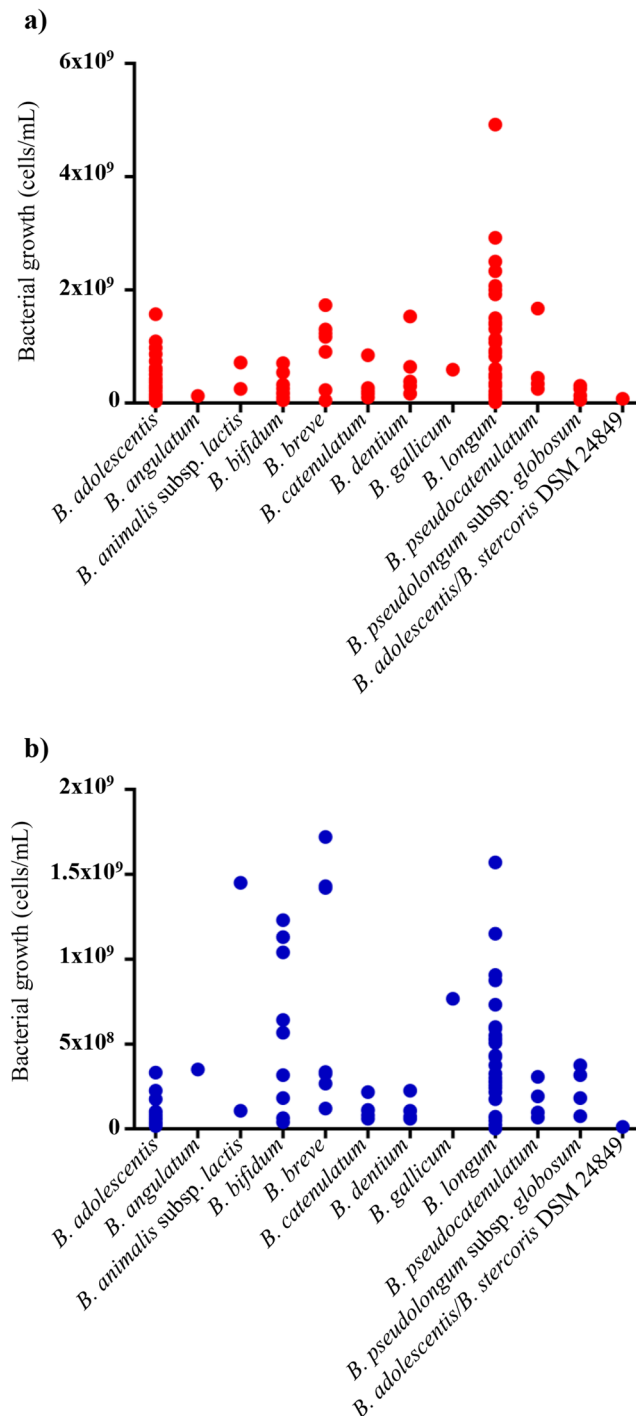 a)
Bacterial growth (cells/mL)
6x10⁹
4x10⁹
2x10⁹
0
B. adolescentis
B. angulatum
B. animalis subsp. lactis
B. bifidum
B. breve
B. catenulatum
B. dentium
B. gallicum
B. longum
B. pseudocatenulatum
B. pseudolongum subsp. globosum
B. adolescentis/B. stercoris DSM 24849
b)
Bacterial growth (cells/mL)
2x10⁹
1.5x10⁹
1x10⁹
5x10⁸
0
B. adolescentis
B. angulatum
B. animalis subsp. lactis
B. bifidum
B. breve
B. catenulatum
B. dentium
B. gallicum
B. longum
B. pseudocatenulatum
B. pseudolongum subsp. globosum
B. adolescentis/B. stercoris DSM 24849